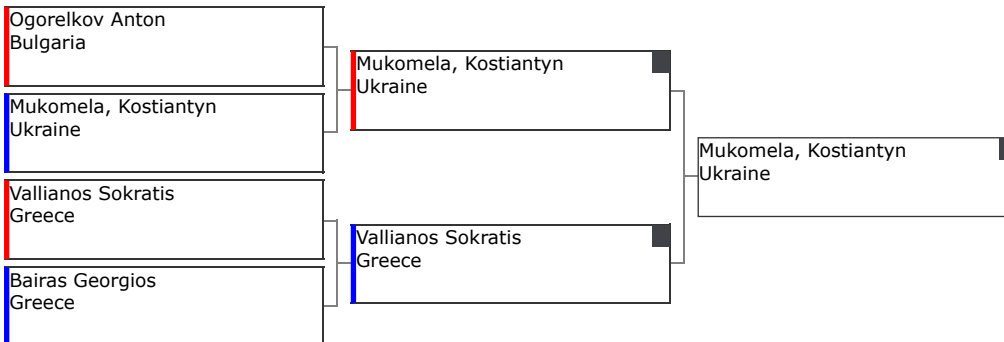 Ogorelkov Anton
Bulgaria
Mukomela, Kostiantyn
Ukraine
Vallianos Sokratis
Greece
Bairas Georgios
Greece
Mukomela, Kostiantyn
Ukraine
Vallianos Sokratis
Greece
Mukomela, Kostiantyn
Ukraine